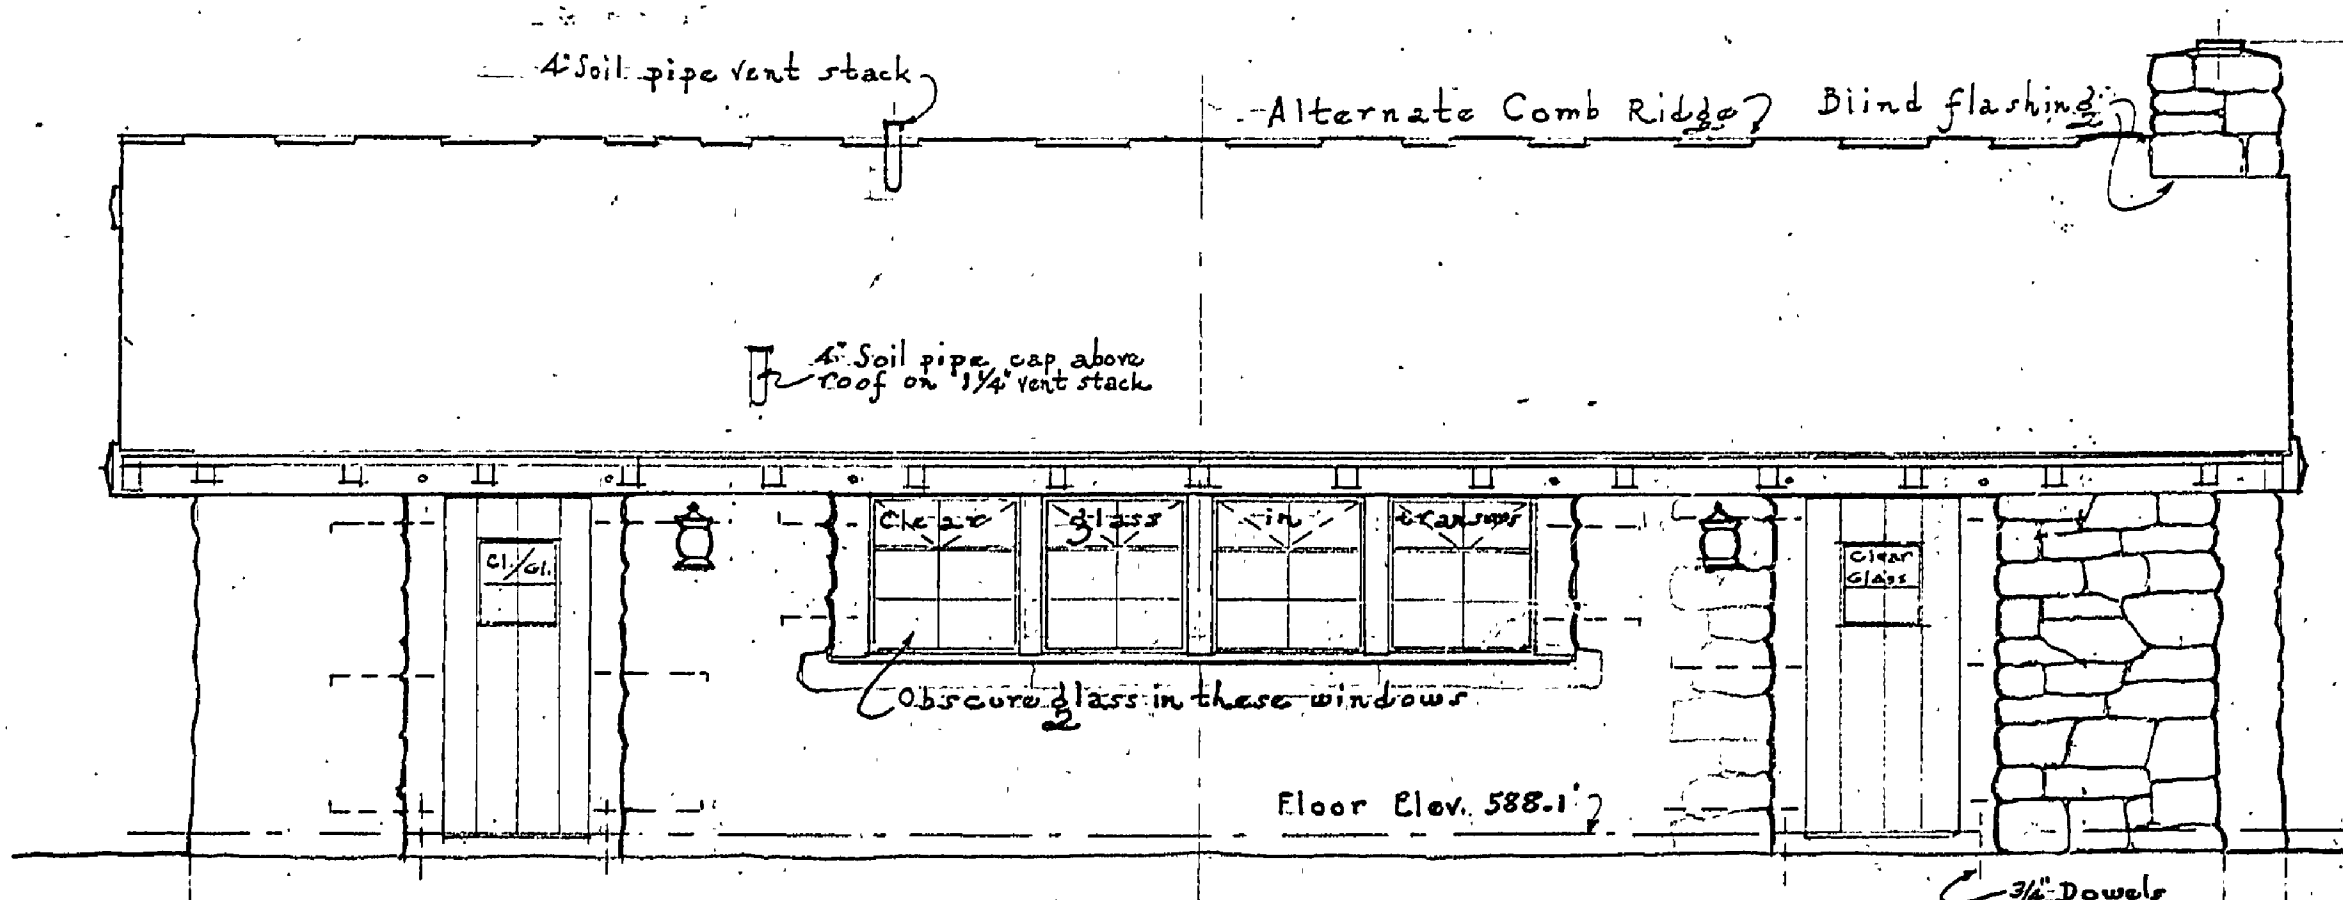 4" Soil pipe vent stack
Alternate Comb Ridge
Blind flashing
4" Soil pipe cap above
roof on 1¼" vent stack
Clear glass in transoms
Cl./Gl.
Clear
Glass
Obscure glass in these windows
Floor Elev. 588.1'
3/4" Dowels